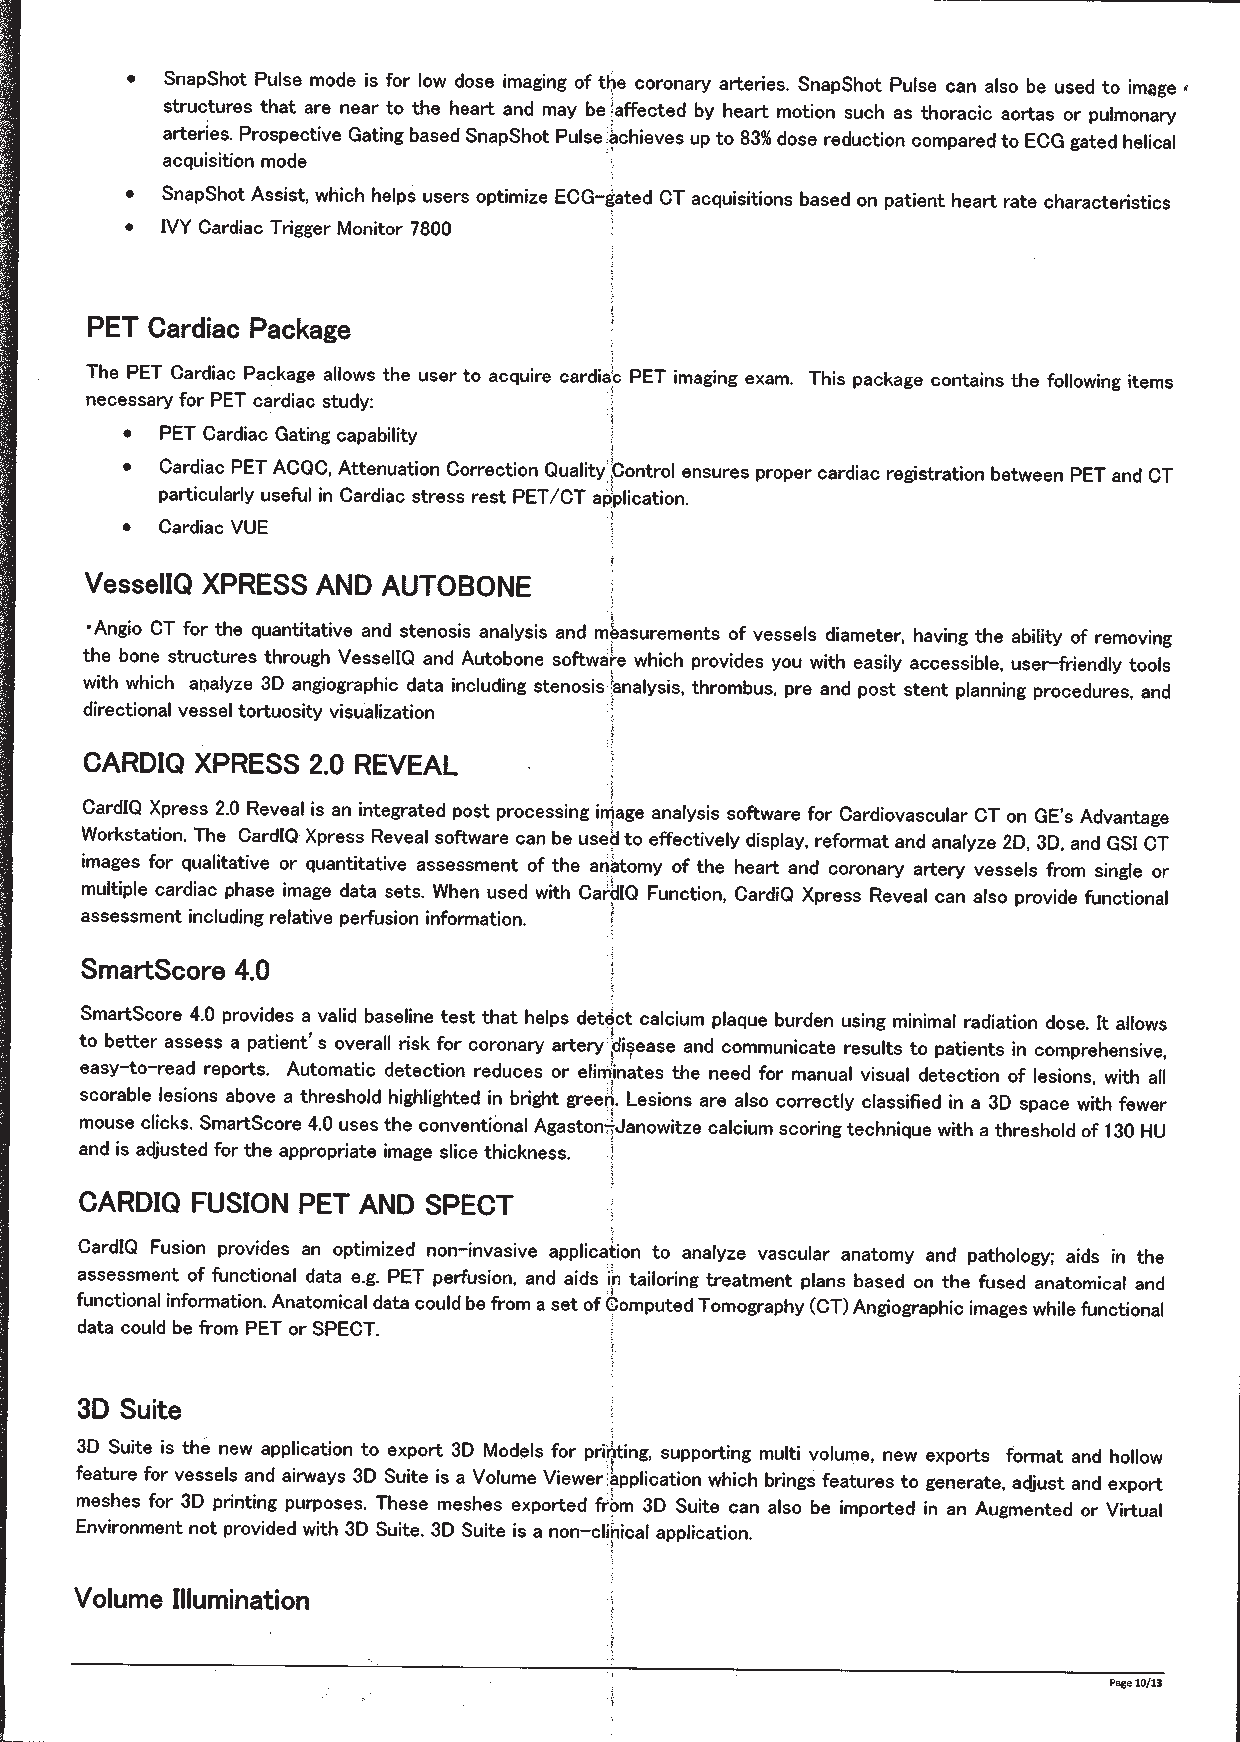 • SnapShot Pulse mode is for low dose imaging of the coronary arteries. SnapShot Pulse can also be used to image
structures that are near to the heart and may be affected by heart motion such as thoracic aortas or pulmonary
arteries. Prospective Gating based SnapShot Pulse achieves up to 83% dose reduction compared to ECG gated helical
acquisition mode
• SnapShot Assist, which helps users optimize ECG-gated CT acquisitions based on patient heart rate characteristics
• IVY Cardiac Trigger Monitor 7800
PET Cardiac Package
The PET Cardiac Package allows the user to acquire cardiac PET imaging exam. This package contains the following items
necessary for PET cardiac study:
• PET Cardiac Gating capability
• Cardiac PET ACQC, Attenuation Correction Quality Control ensures proper cardiac registration between PET and CT
particularly useful in Cardiac stress rest PET/CT application.
• Cardiac VUE
VesselIQ XPRESS AND AUTOBONE
･Angio CT for the quantitative and stenosis analysis and measurements of vessels diameter, having the ability of removing
the bone structures through VesselIQ and Autobone software which provides you with easily accessible, user-friendly tools
with which analyze 3D angiographic data including stenosis analysis, thrombus, pre and post stent planning procedures, and
directional vessel tortuosity visualization
CARDIQ XPRESS 2.0 REVEAL
CardIQ Xpress 2.0 Reveal is an integrated post processing image analysis software for Cardiovascular CT on GE's Advantage
Workstation. The CardIQ Xpress Reveal software can be used to effectively display, reformat and analyze 2D, 3D, and GSI CT
images for qualitative or quantitative assessment of the anatomy of the heart and coronary artery vessels from single or
multiple cardiac phase image data sets. When used with CardIQ Function, CardiQ Xpress Reveal can also provide functional
assessment including relative perfusion information.
SmartScore 4.0
SmartScore 4.0 provides a valid baseline test that helps detect calcium plaque burden using minimal radiation dose. It allows
to better assess a patient's overall risk for coronary artery disease and communicate results to patients in comprehensive,
easy-to-read reports. Automatic detection reduces or eliminates the need for manual visual detection of lesions, with all
scorable lesions above a threshold highlighted in bright green. Lesions are also correctly classified in a 3D space with fewer
mouse clicks. SmartScore 4.0 uses the conventional Agaston-Janowitze calcium scoring technique with a threshold of 130 HU
and is adjusted for the appropriate image slice thickness.
CARDIQ FUSION PET AND SPECT
CardIQ Fusion provides an optimized non-invasive application to analyze vascular anatomy and pathology; aids in the
assessment of functional data e.g. PET perfusion, and aids in tailoring treatment plans based on the fused anatomical and
functional information. Anatomical data could be from a set of Computed Tomography (CT) Angiographic images while functional
data could be from PET or SPECT.
3D Suite
3D Suite is the new application to export 3D Models for printing, supporting multi volume, new exports format and hollow
feature for vessels and airways 3D Suite is a Volume Viewer application which brings features to generate, adjust and export
meshes for 3D printing purposes. These meshes exported from 3D Suite can also be imported in an Augmented or Virtual
Environment not provided with 3D Suite. 3D Suite is a non-clinical application.
Volume Illumination
Page 10/13